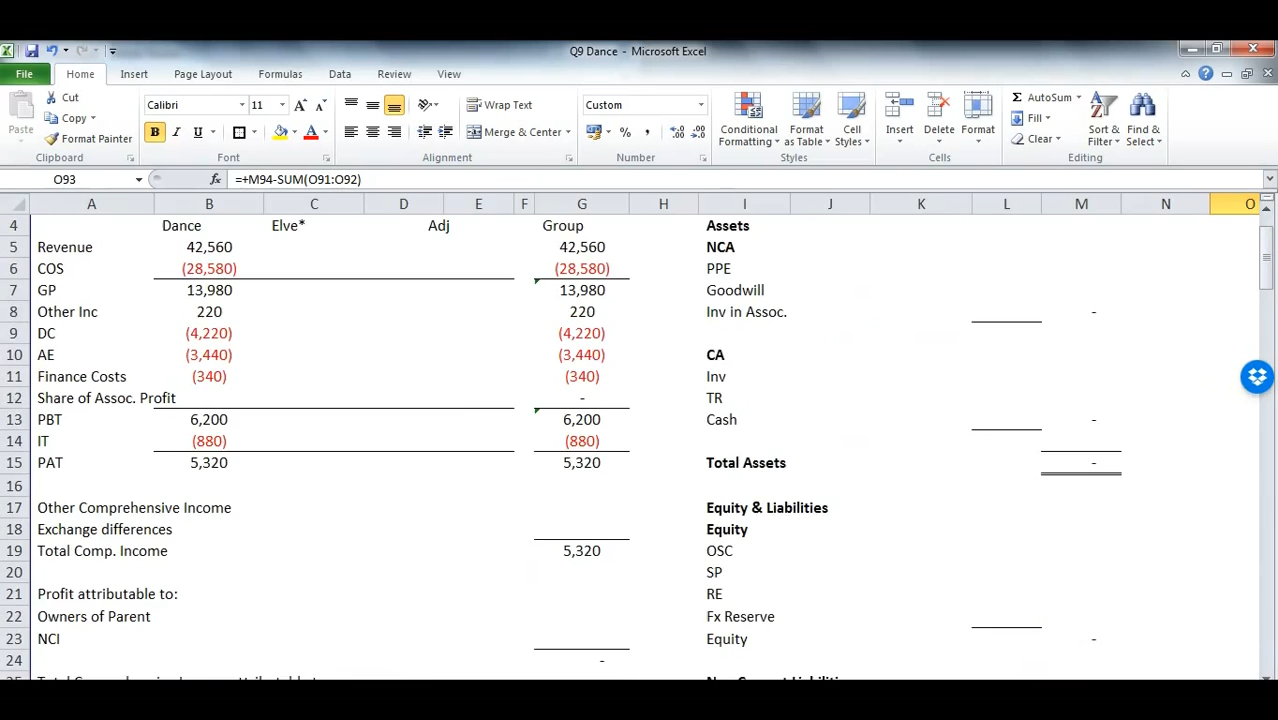 Q9 Dance - Microsoft Excel
File Home Insert Page Layout Formulas Data Review View
Paste Cut Copy Format Painter
Calibri 11
B I U A
Wrap Text
Merge & Center
Custom
% ,
Conditional Formatting Format as Table Cell Styles
Insert Delete Format
Σ AutoSum Fill Clear
Sort & Filter Find & Select
Clipboard Font Alignment Number Styles Cells Editing
O93 fx =+M94-SUM(O91:O92)
A B C D E F G H I J K L M N O
4 Dance Elve* Adj Group Assets
5 Revenue 42,560 42,560 NCA
6 COS (28,580) (28,580) PPE
7 GP 13,980 13,980 Goodwill
8 Other Inc 220 220 Inv in Assoc. -
9 DC (4,220) (4,220)
10 AE (3,440) (3,440) CA
11 Finance Costs (340) (340) Inv
12 Share of Assoc. Profit - TR
13 PBT 6,200 6,200 Cash -
14 IT (880) (880)
15 PAT 5,320 5,320 Total Assets -
16
17 Other Comprehensive Income Equity & Liabilities
18 Exchange differences Equity
19 Total Comp. Income 5,320 OSC
20 SP
21 Profit attributable to: RE
22 Owners of Parent Fx Reserve
23 NCI Equity -
24 -